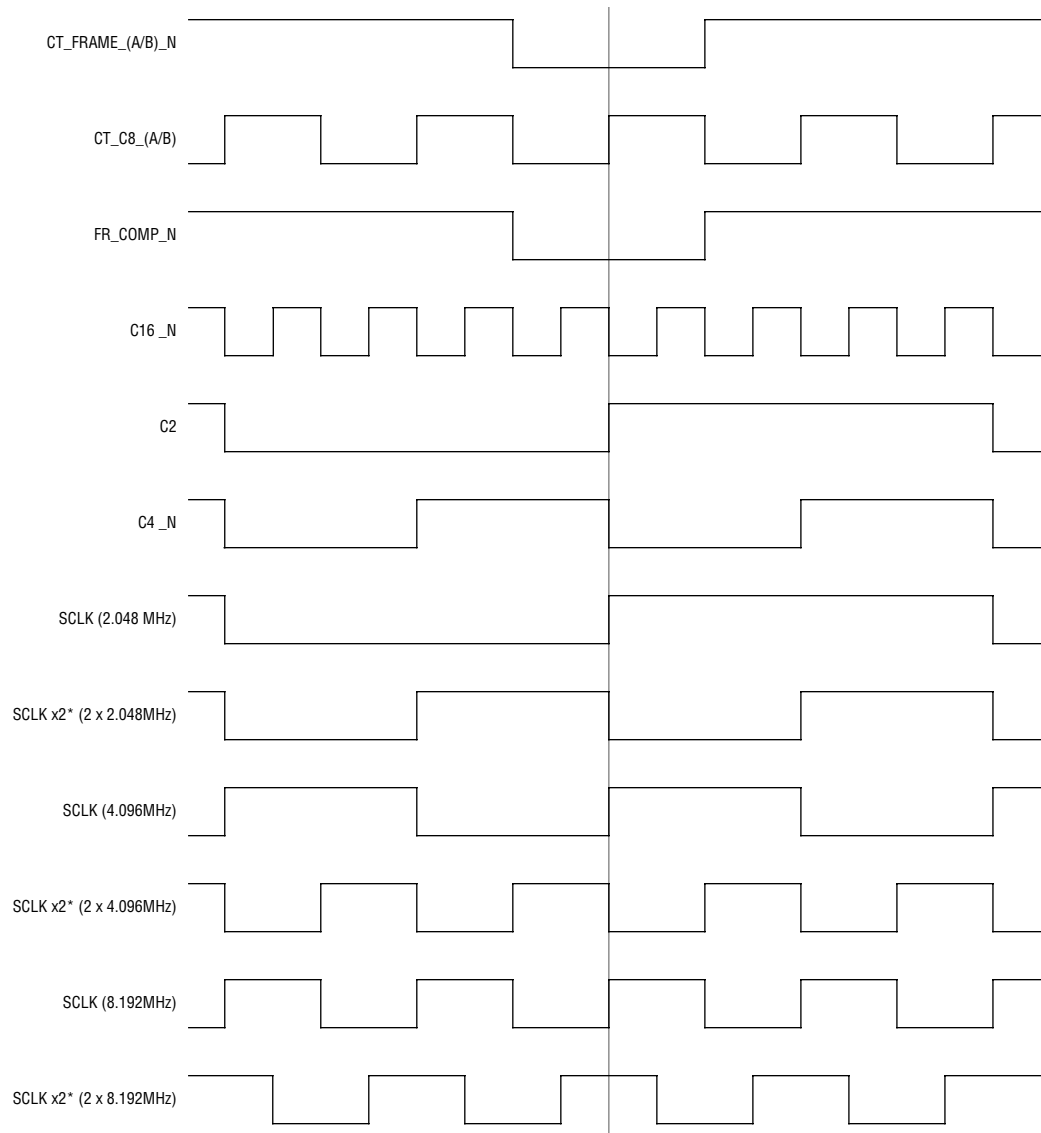 CT_FRAME_(A/B)_N
CT_C8_(A/B)
FR_COMP_N
C16 _N
C2
C4 _N
SCLK (2.048 MHz)
SCLK x2* (2 x 2.048MHz)
SCLK (4.096MHz)
SCLK x2* (2 x 4.096MHz)
SCLK (8.192MHz)
SCLK x2* (2 x 8.192MHz)